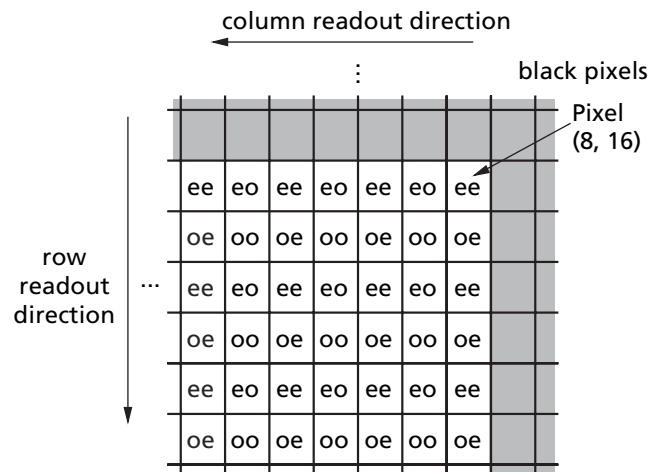 column readout direction
...
black pixels
Pixel
(8, 16)
ee eo ee eo ee eo ee
oe oo oe oo oe oo oe
row
readout
direction
...
ee eo ee eo ee eo ee
oe oo oe oo oe oo oe
ee eo ee eo ee eo ee
oe oo oe oo oe oo oe